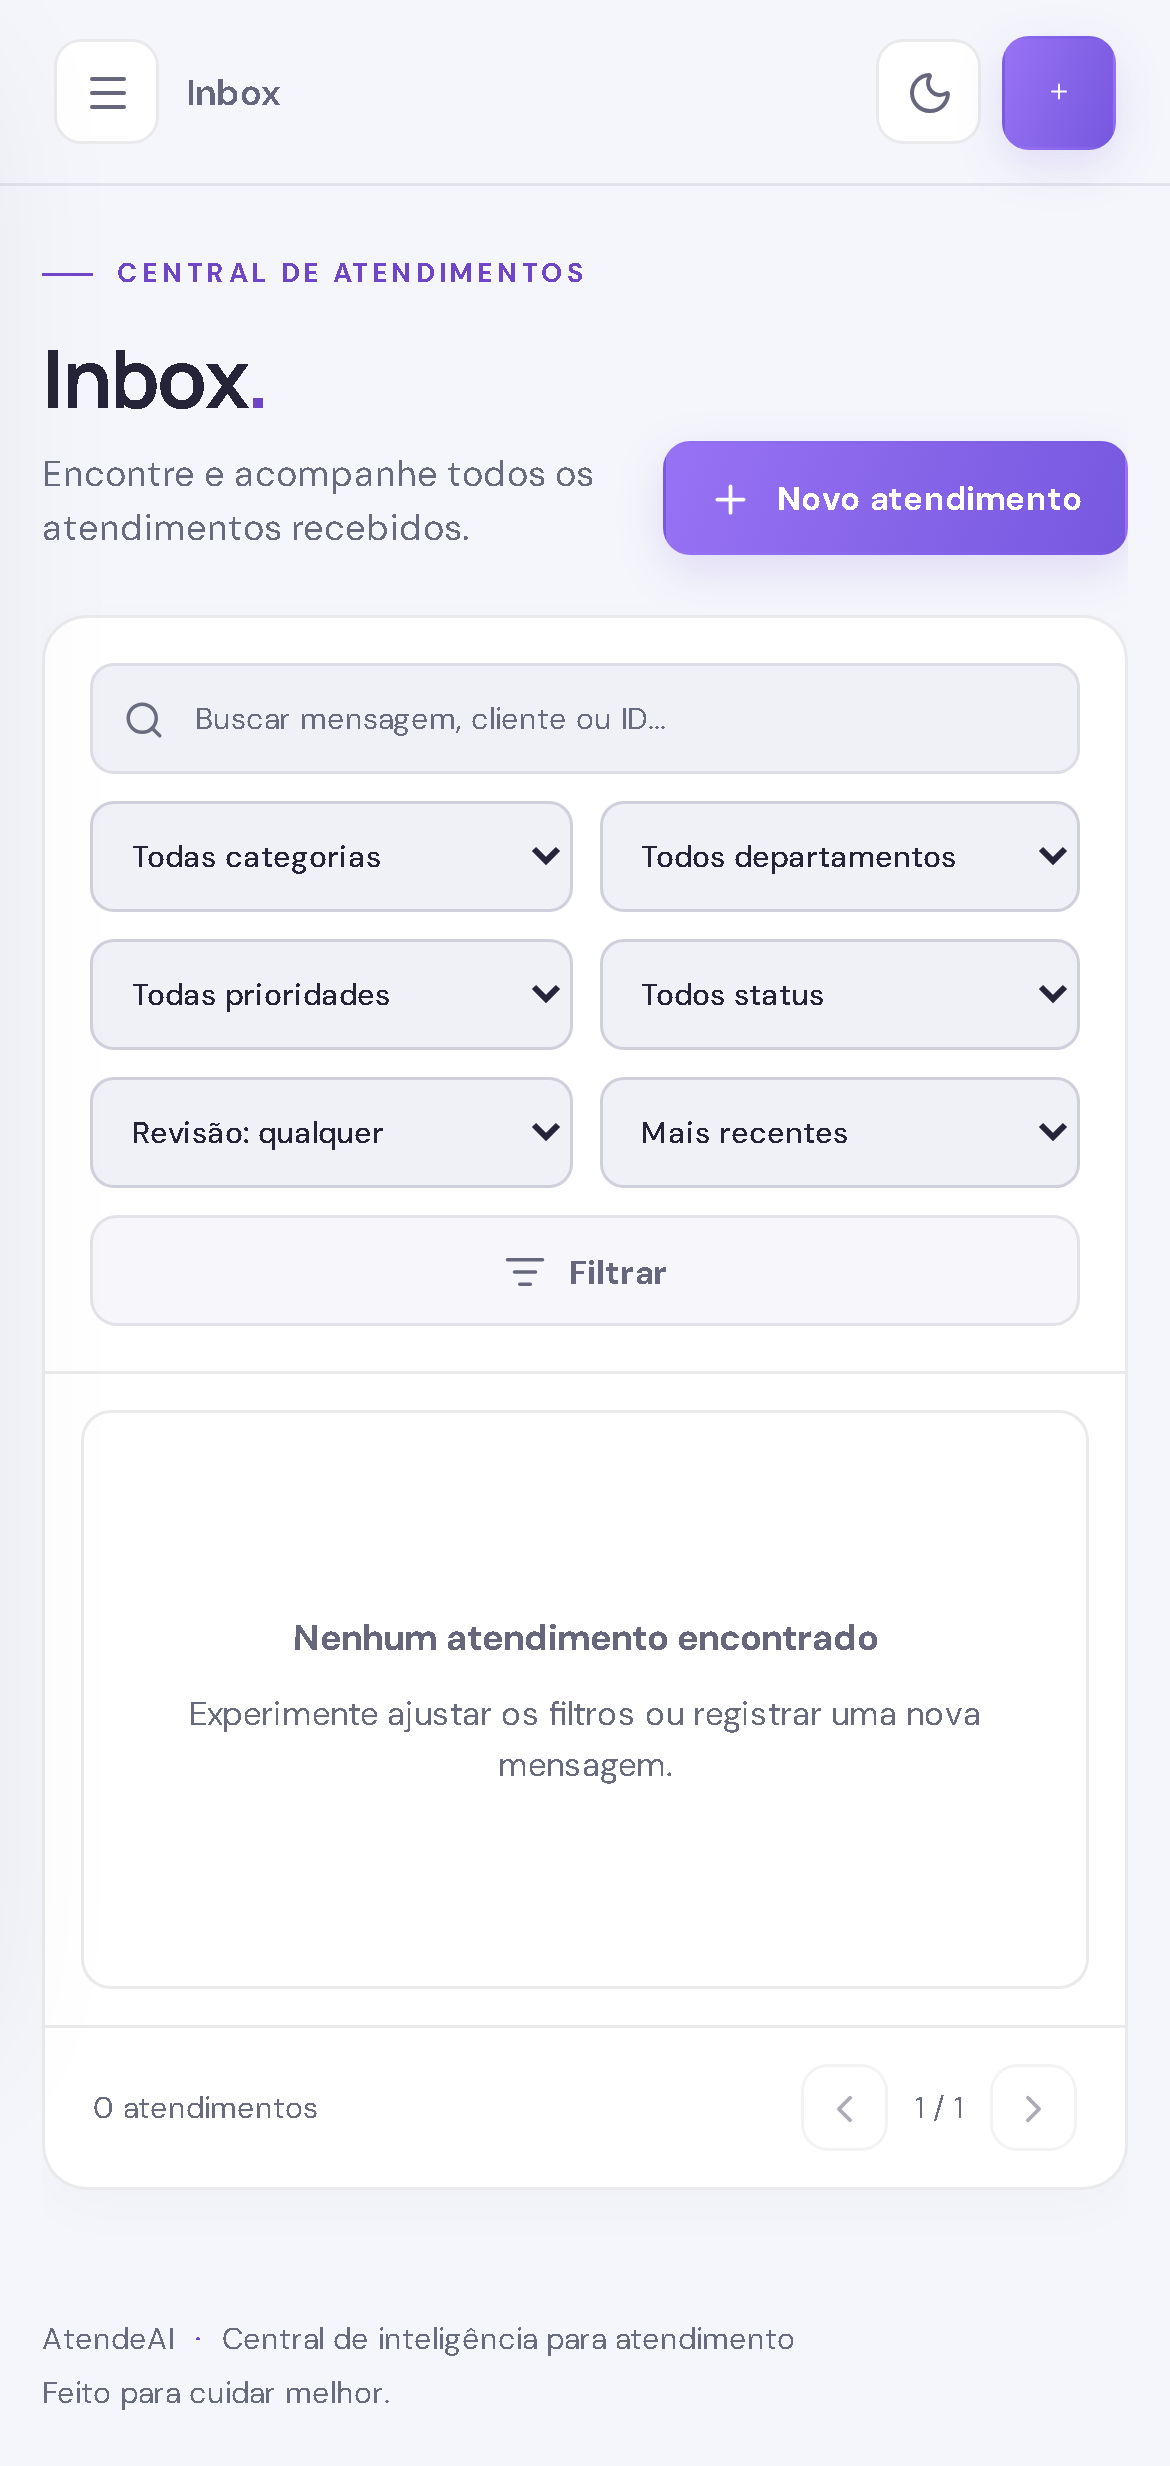 Inbox
CENTRAL DE ATENDIMENTOS
Inbox.
Encontre e acompanhe todos os
atendimentos recebidos.
+ Novo atendimento
Buscar mensagem, cliente ou ID...
Todas categorias
Todos departamentos
Todas prioridades
Todos status
Revisão: qualquer
Mais recentes
Filtrar
Nenhum atendimento encontrado
Experimente ajustar os filtros ou registrar uma nova
mensagem.
0 atendimentos
1 / 1
AtendeAI · Central de inteligência para atendimento
Feito para cuidar melhor.